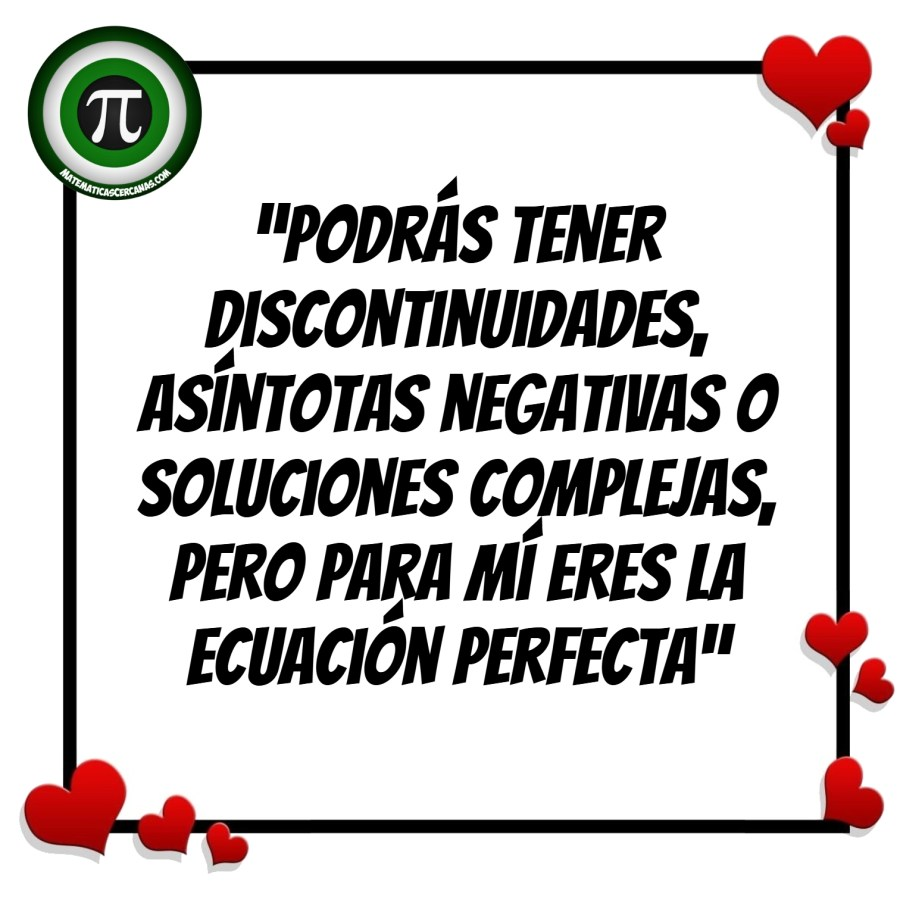 π
MATEMATICASCERCANAS.COM
"PODRÁS TENER
DISCONTINUIDADES,
ASÍNTOTAS NEGATIVAS O
SOLUCIONES COMPLEJAS,
PERO PARA MÍ ERES LA
ECUACIÓN PERFECTA"